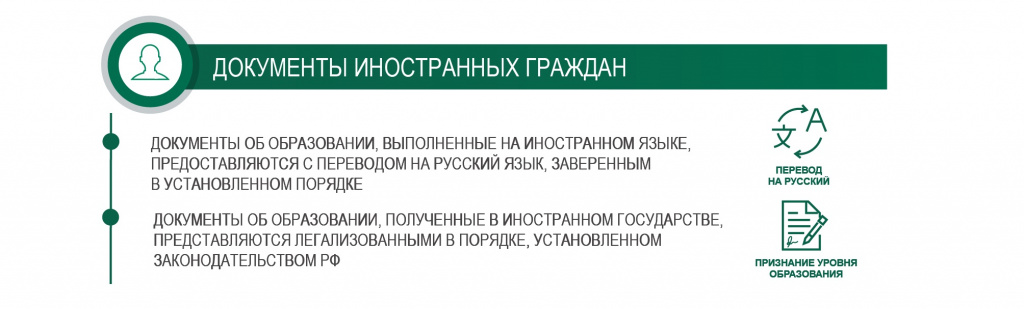 ДОКУМЕНТЫ ИНОСТРАННЫХ ГРАЖДАН
ДОКУМЕНТЫ ОБ ОБРАЗОВАНИИ, ВЫПОЛНЕННЫЕ НА ИНОСТРАННОМ ЯЗЫКЕ,
ПРЕДОСТАВЛЯЮТСЯ С ПЕРЕВОДОМ НА РУССКИЙ ЯЗЫК, ЗАВЕРЕННЫМ
В УСТАНОВЛЕННОМ ПОРЯДКЕ
文 A
ПЕРЕВОД
НА РУССКИЙ
ДОКУМЕНТЫ ОБ ОБРАЗОВАНИИ, ПОЛУЧЕННЫЕ В ИНОСТРАННОМ ГОСУДАРСТВЕ,
ПРЕДСТАВЛЯЮТСЯ ЛЕГАЛИЗОВАННЫМИ В ПОРЯДКЕ, УСТАНОВЛЕННОМ
ЗАКОНОДАТЕЛЬСТВОМ РФ
ПРИЗНАНИЕ УРОВНЯ
ОБРАЗОВАНИЯ